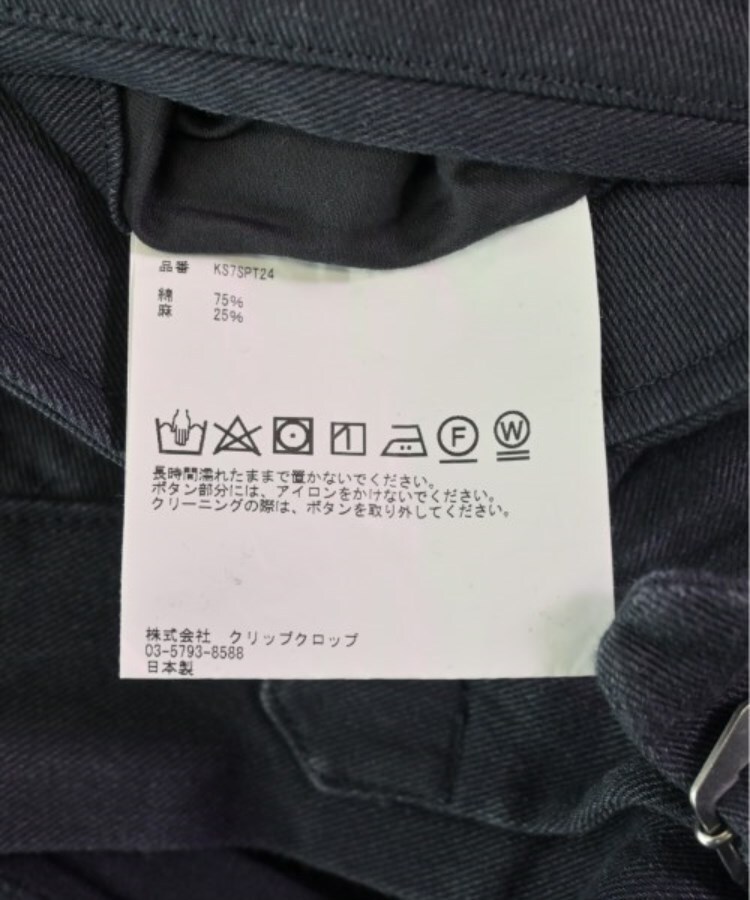 品番 KS7SPT24
綿 75%
麻 25%
F W
長時間濡れたままで置かないでください。
ボタン部分には、アイロンをかけないでください。
クリーニングの際は、ボタンを取り外してください。
株式会社 クリップクロップ
03-5793-8588
日本製